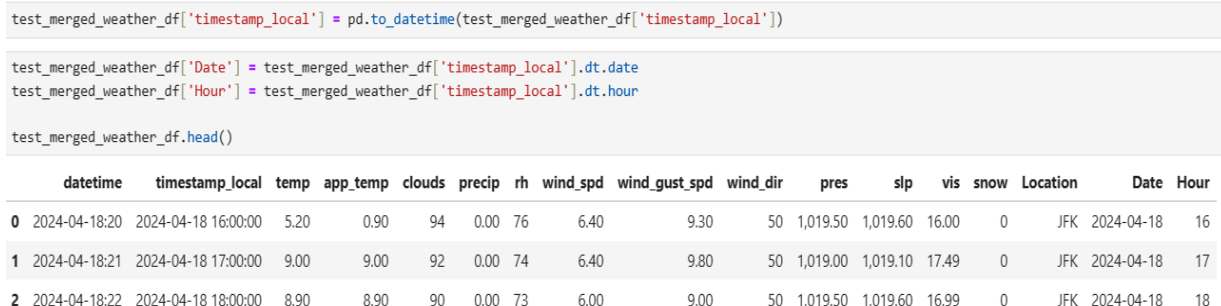 test_merged_weather_df['timestamp_local'] = pd.to_datetime(test_merged_weather_df['timestamp_local'])
test_merged_weather_df['Date'] = test_merged_weather_df['timestamp_local'].dt.date
test_merged_weather_df['Hour'] = test_merged_weather_df['timestamp_local'].dt.hour
test_merged_weather_df.head()
datetime timestamp_local temp app_temp clouds precip rh wind_spd wind_gust_spd wind_dir pres slp vis snow Location Date Hour
0 2024-04-18:20 2024-04-18 16:00:00 5.20 0.90 94 0.00 76 6.40 9.30 50 1,019.50 1,019.60 16.00 0 JFK 2024-04-18 16
1 2024-04-18:21 2024-04-18 17:00:00 9.00 9.00 92 0.00 74 6.40 9.80 50 1,019.00 1,019.10 17.49 0 JFK 2024-04-18 17
2 2024-04-18:22 2024-04-18 18:00:00 8.90 8.90 90 0.00 73 6.00 9.00 50 1,019.50 1,019.60 16.99 0 JFK 2024-04-18 18